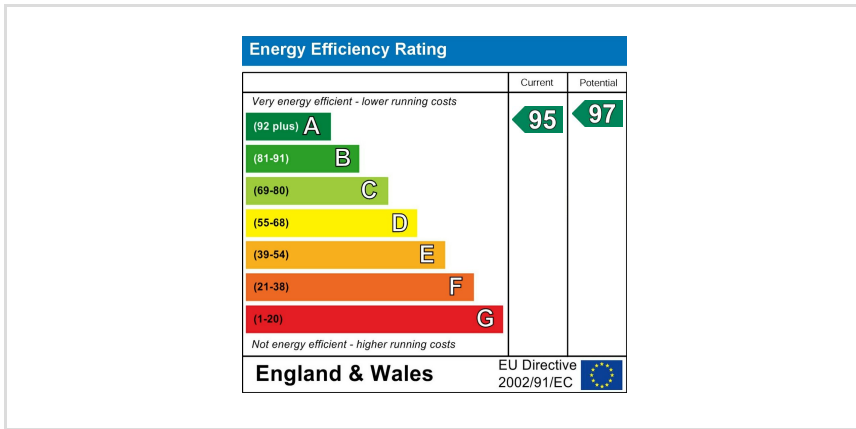 Energy Efficiency Rating
Current Potential
Very energy efficient - lower running costs
(92 plus) A 95 97
(81-91) B
(69-80) C
(55-68) D
(39-54) E
(21-38) F
(1-20) G
Not energy efficient - higher running costs
England & Wales
EU Directive
2002/91/EC